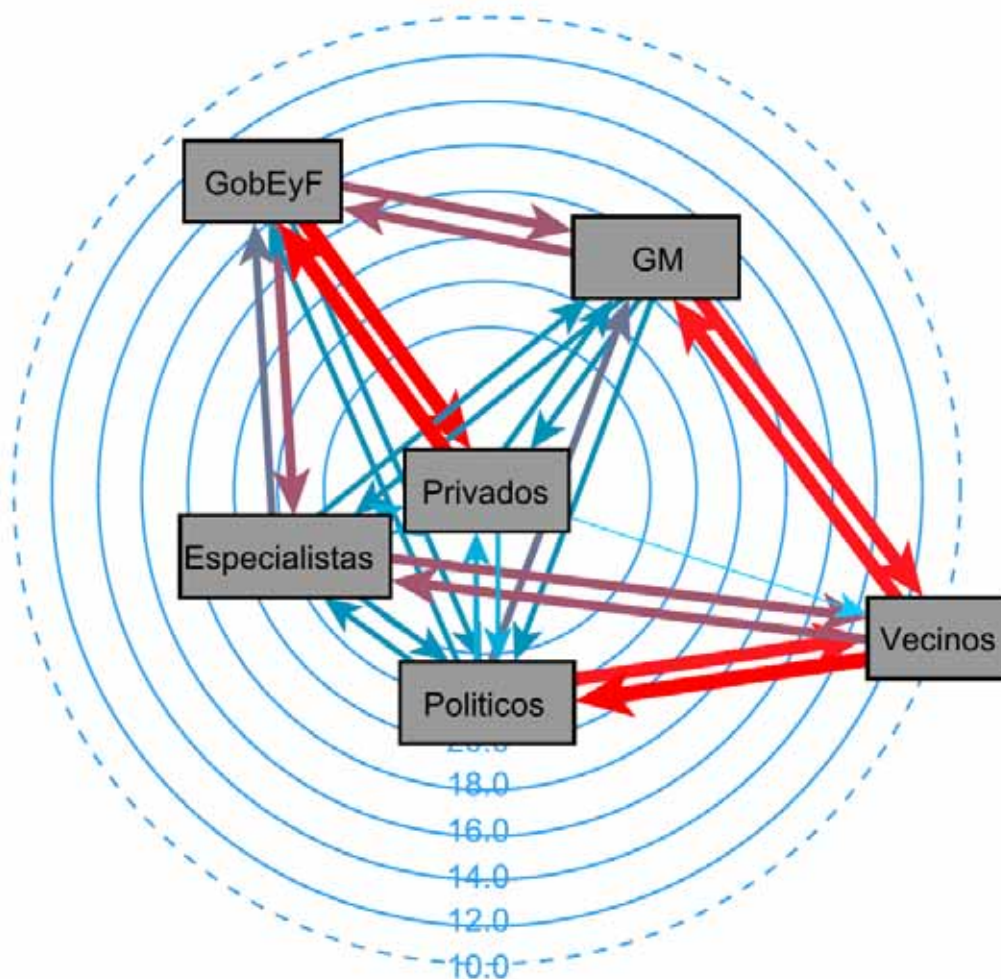 GobEyF
GM
Privados
Especialistas
Vecinos
Politicos
18.0
16.0
14.0
12.0
10.0